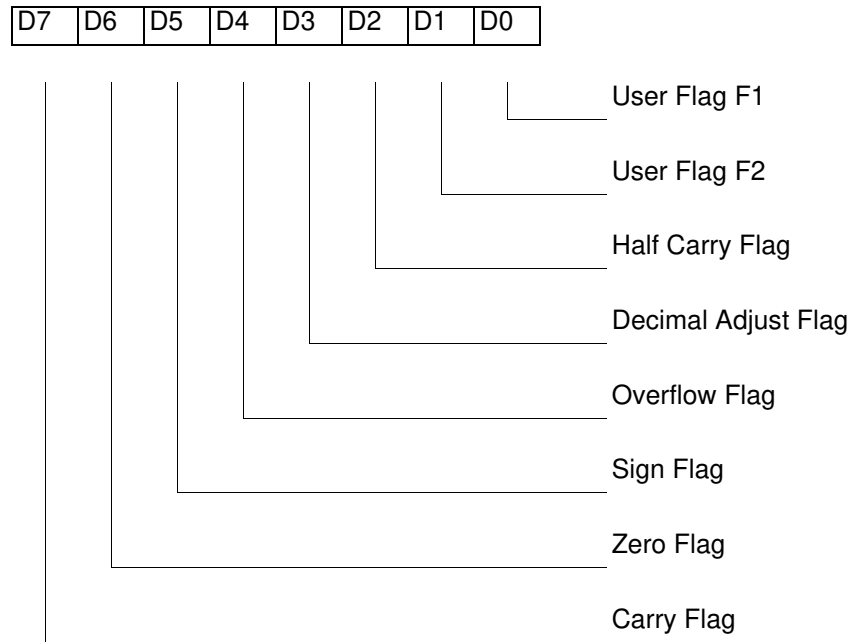 D7 D6 D5 D4 D3 D2 D1 D0
User Flag F1
User Flag F2
Half Carry Flag
Decimal Adjust Flag
Overflow Flag
Sign Flag
Zero Flag
Carry Flag